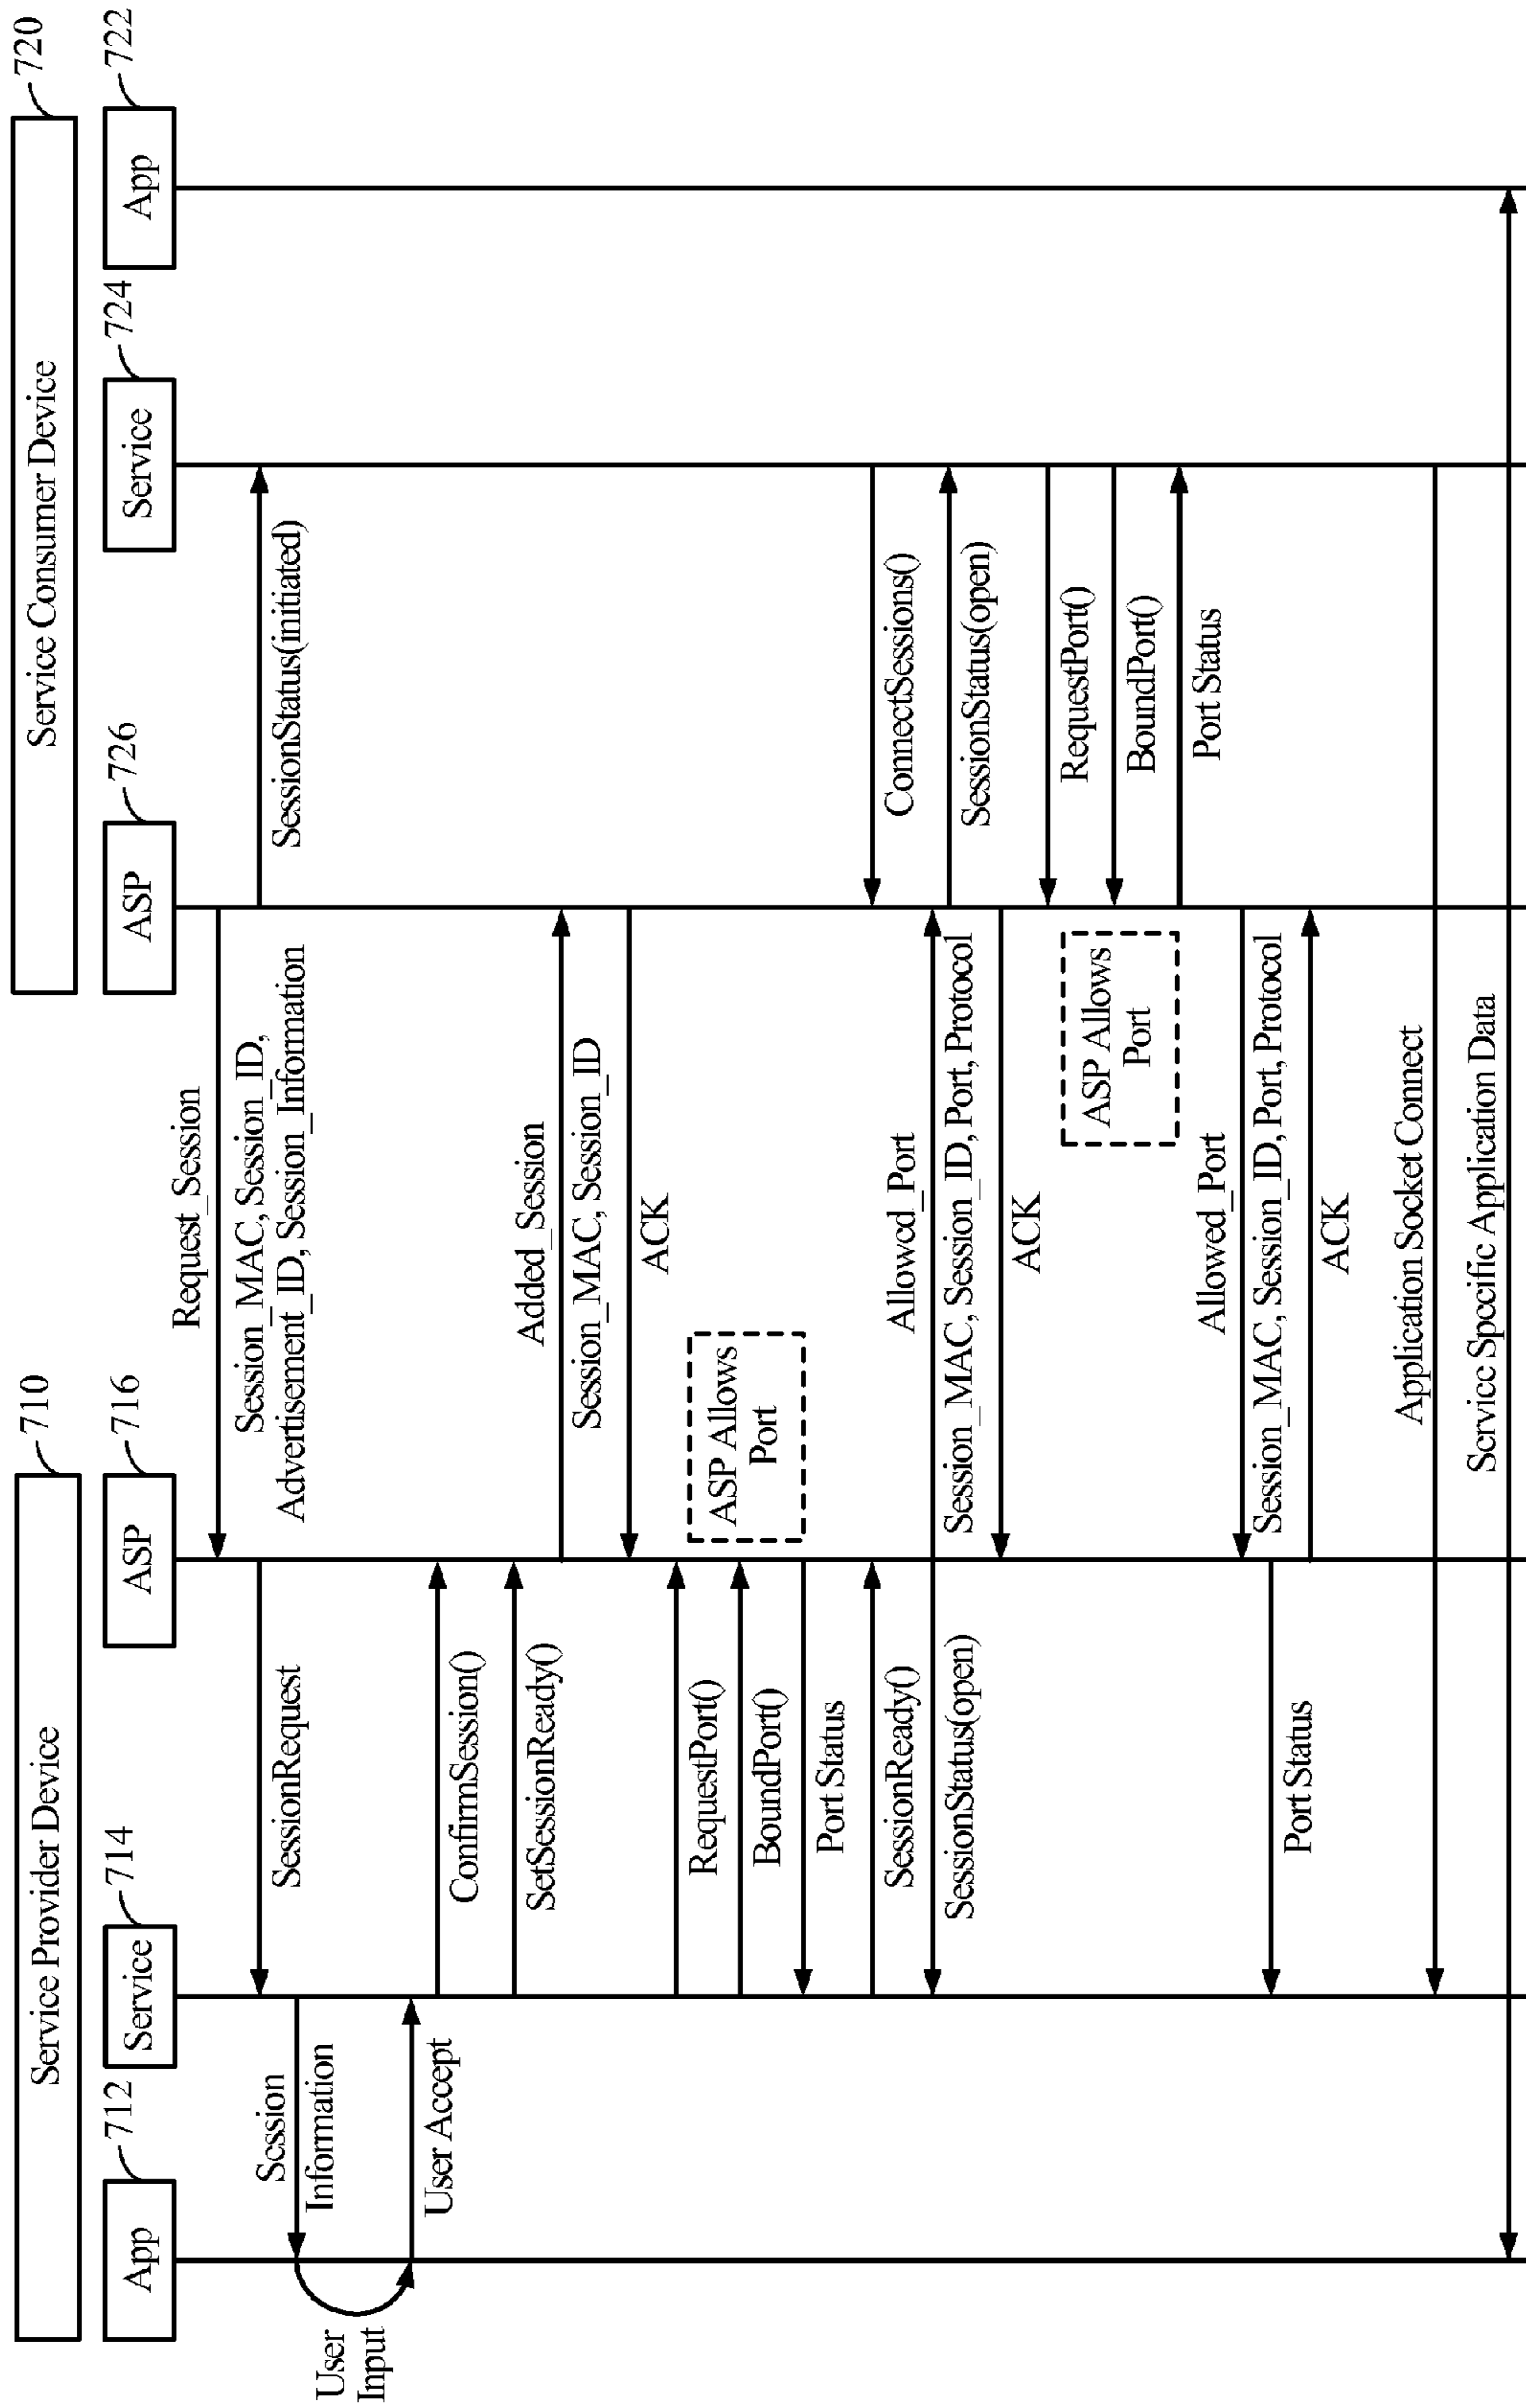 Service Provider Device
710
Service Consumer Device
720
App
712
Service
714
ASP
716
ASP
726
Service
724
App
722
Request_Session
Session_MAC, Session_ID,
Advertisement_ID, Session_Information
SessionRequest
SessionStatus(initiated)
Session
Information
User
Input
User Accept
ConfirmSession()
SetSessionReady()
Added_Session
Session_MAC, Session_ID
ACK
RequestPort()
ASP Allows
Port
BoundPort()
Port Status
SessionReady()
ConnectSessions()
Allowed_Port
SessionStatus(open)
Session_MAC, Session_ID, Port, Protocol
SessionStatus(open)
ACK
RequestPort()
ASP Allows
Port
BoundPort()
Port Status
Allowed_Port
Session_MAC, Session_ID, Port, Protocol
Port Status
ACK
Application Socket Connect
Service Specific Application Data